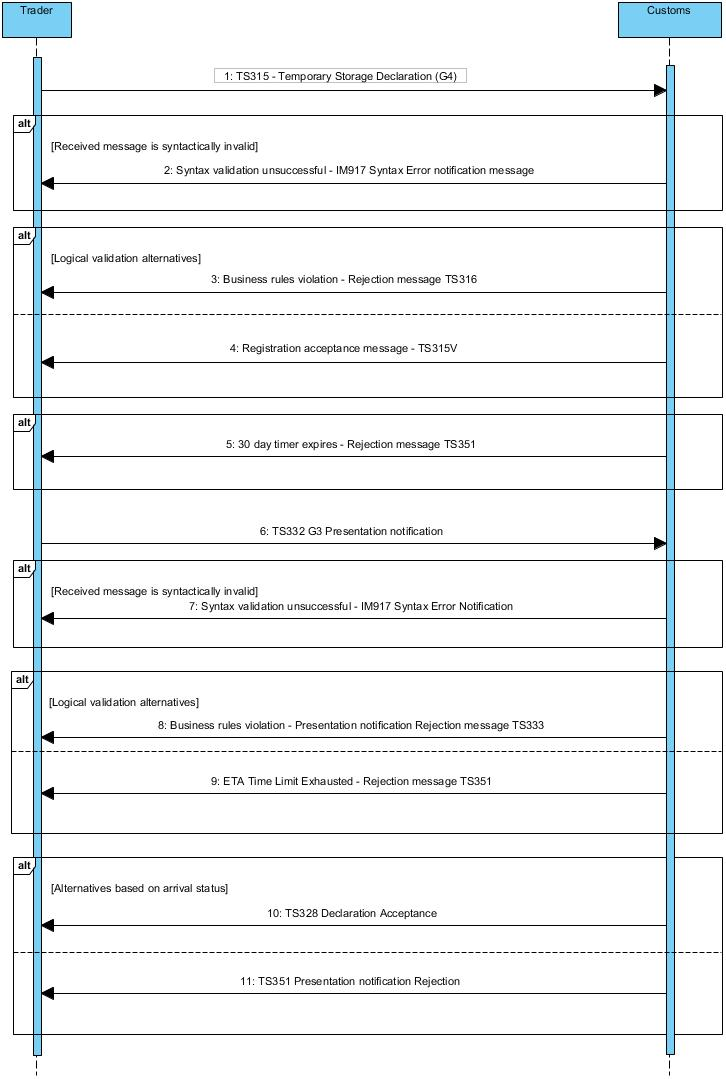 Trader
Customs
1: TS315 - Temporary Storage Declaration (G4)
alt
[Received message is syntactically invalid]
2: Syntax validation unsuccessful - IM917 Syntax Error notification message
alt
[Logical validation alternatives]
3: Business rules violation - Rejection message TS316
4: Registration acceptance message - TS315V
alt
5: 30 day timer expires - Rejection message TS351
6: TS332 G3 Presentation notification
alt
[Received message is syntactically invalid]
7: Syntax validation unsuccessful - IM917 Syntax Error Notification
alt
[Logical validation alternatives]
8: Business rules violation - Presentation notification Rejection message TS333
9: ETA Time Limit Exhausted - Rejection message TS351
alt
[Alternatives based on arrival status]
10: TS328 Declaration Acceptance
11: TS351 Presentation notification Rejection